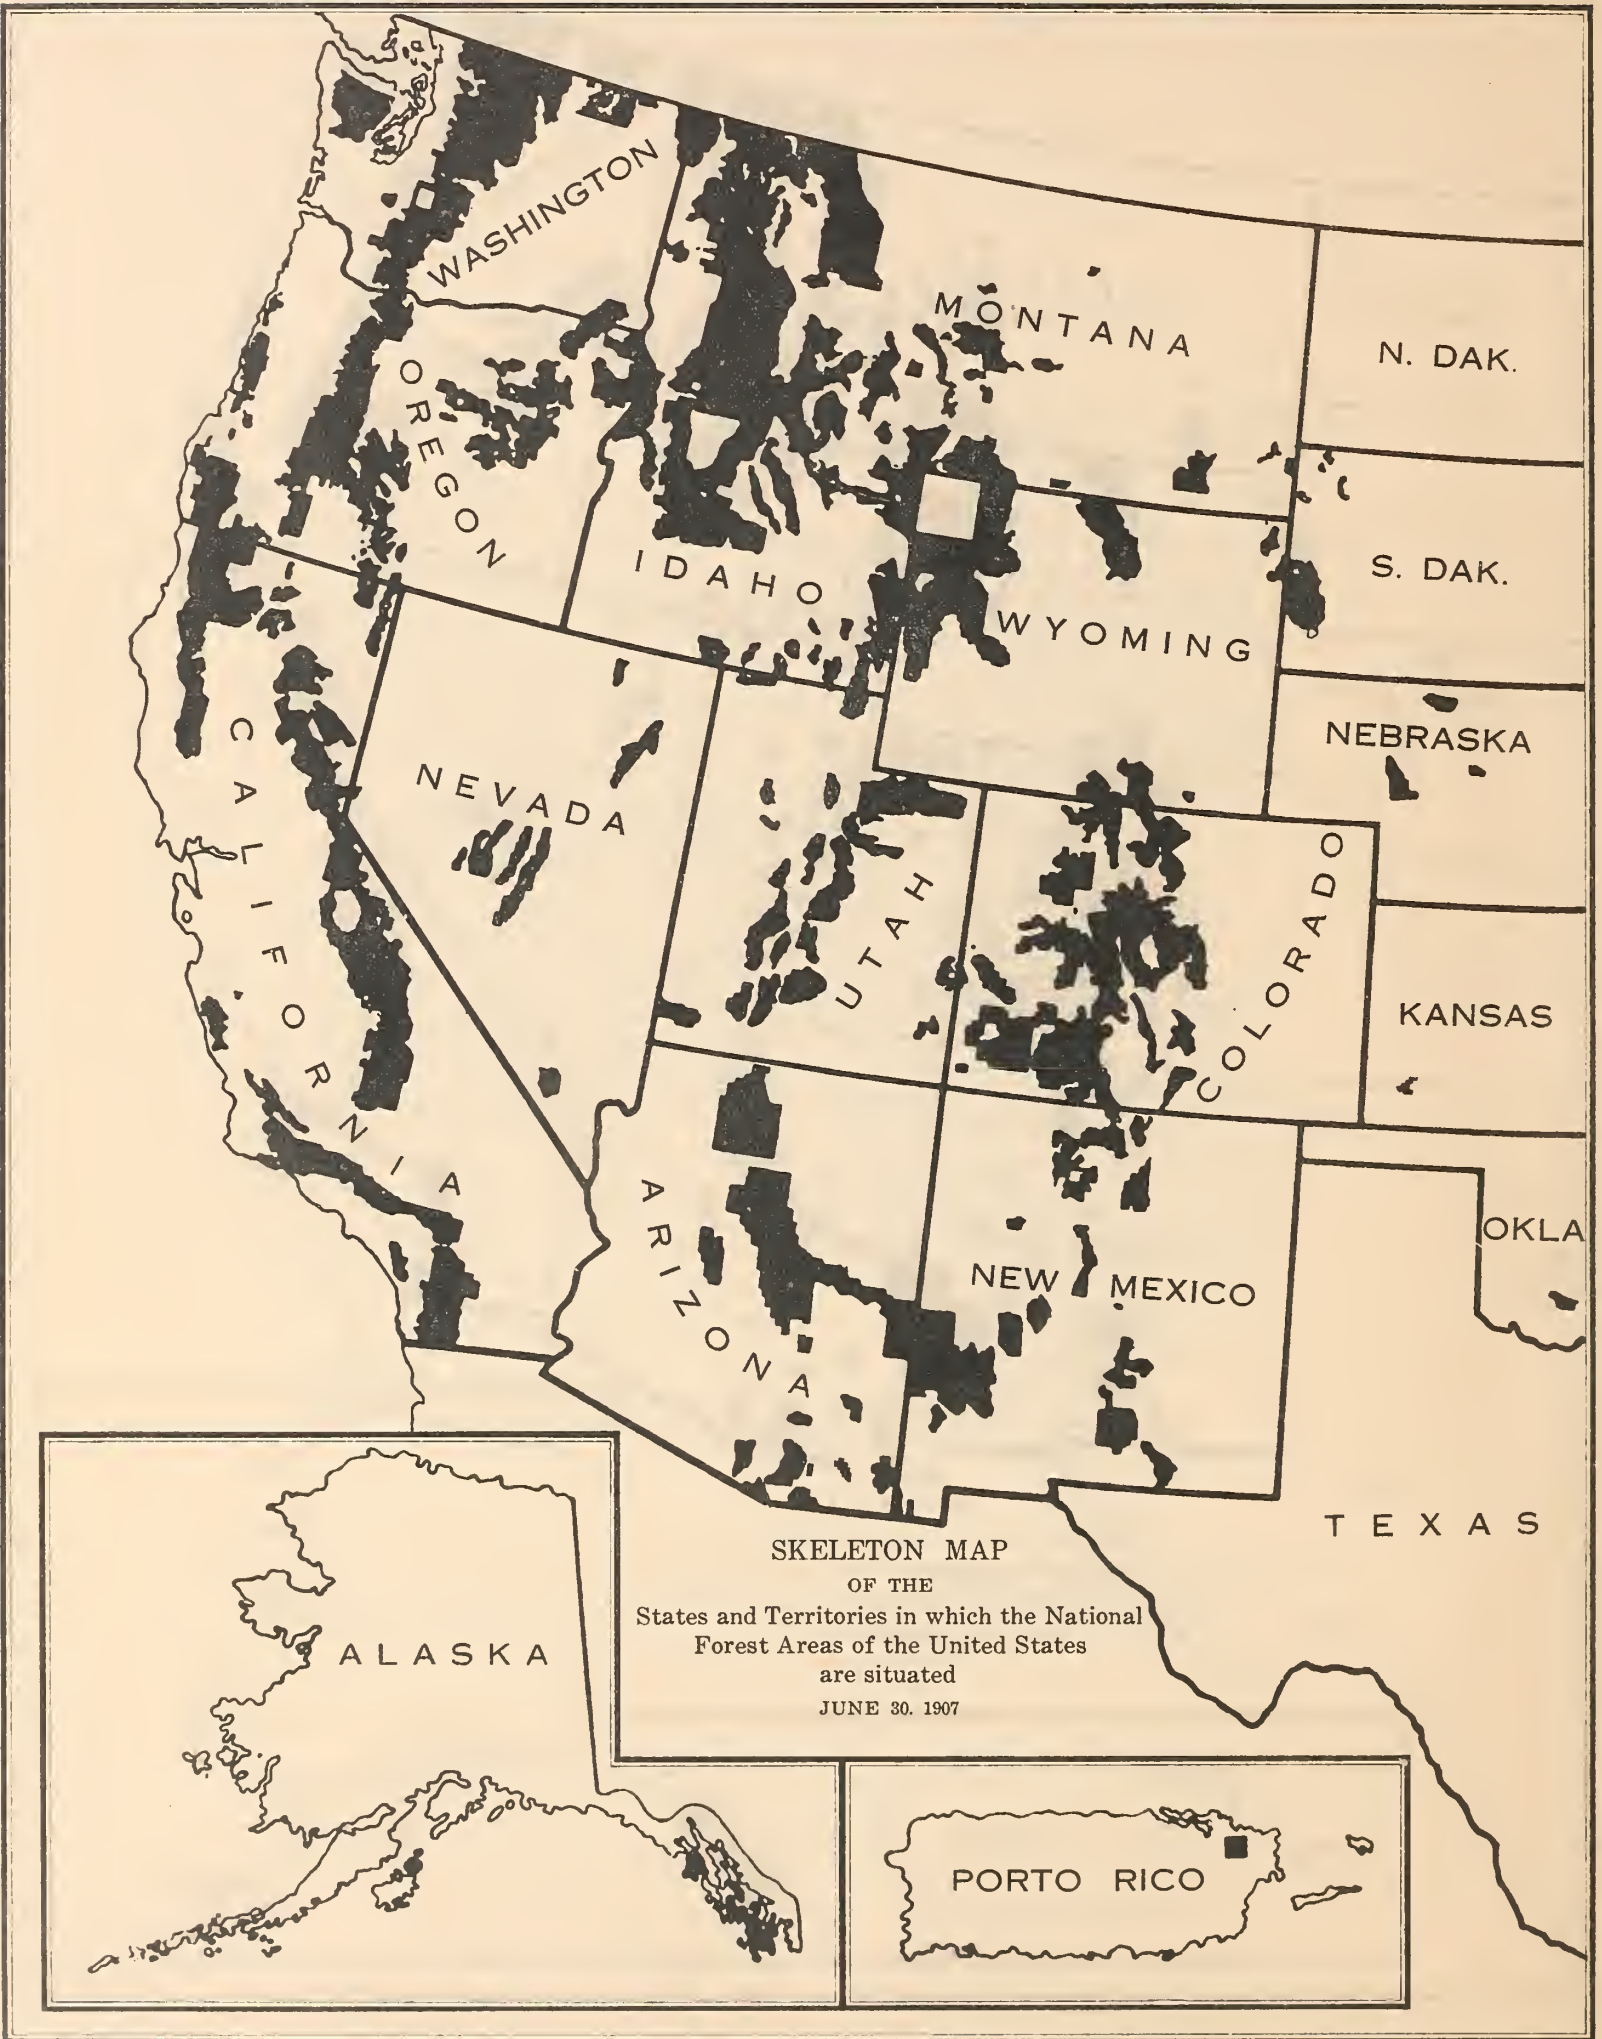 WASHINGTON
MONTANA
N. DAK.
OREGON
IDAHO
S. DAK.
WYOMING
NEBRASKA
CALIFORNIA
NEVADA
UTAH
COLORADO
KANSAS
ARIZONA
NEW MEXICO
OKLA
TEXAS
SKELETON MAP
OF THE
States and Territories in which the National
Forest Areas of the United States
are situated
JUNE 30. 1907
ALASKA
PORTO RICO